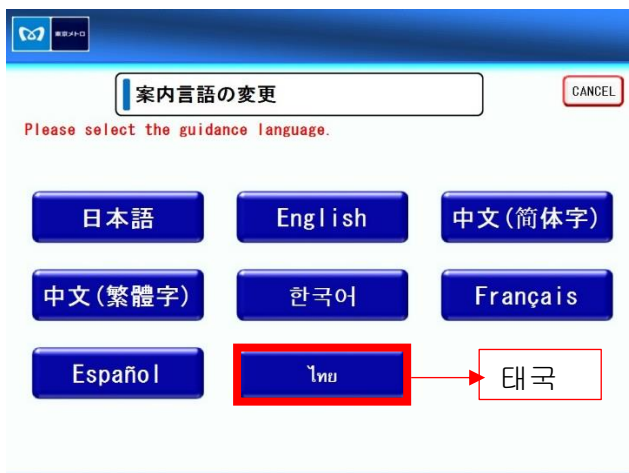 東京メトロ
案内言語の変更
CANCEL
Please select the guidance language.
日本語 English 中文(简体字)
中文(繁體字) 한국어 Français
Español ไทย 태국